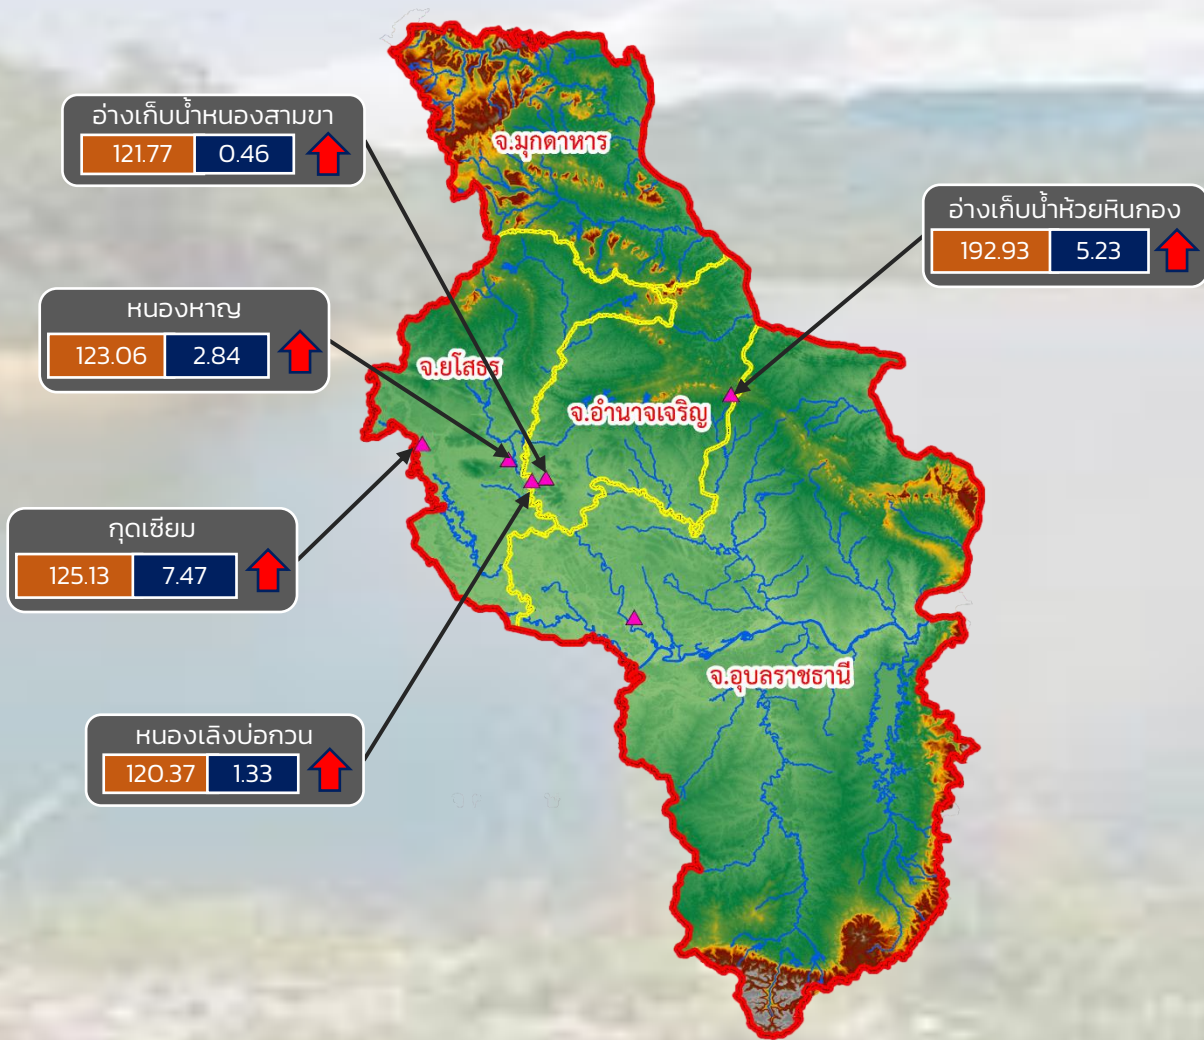 อ่างเก็บน้ำหนองสามขา
121.77 0.46
จ.มุกดาหาร
อ่างเก็บน้ำห้วยหินกอง
192.93 5.23
หนองหาญ
123.06 2.84
จ.ยโสธร
จ.อำนาจเจริญ
กุดเซียม
125.13 7.47
จ.อุบลราชธานี
หนองเลิงบ่อกวน
120.37 1.33